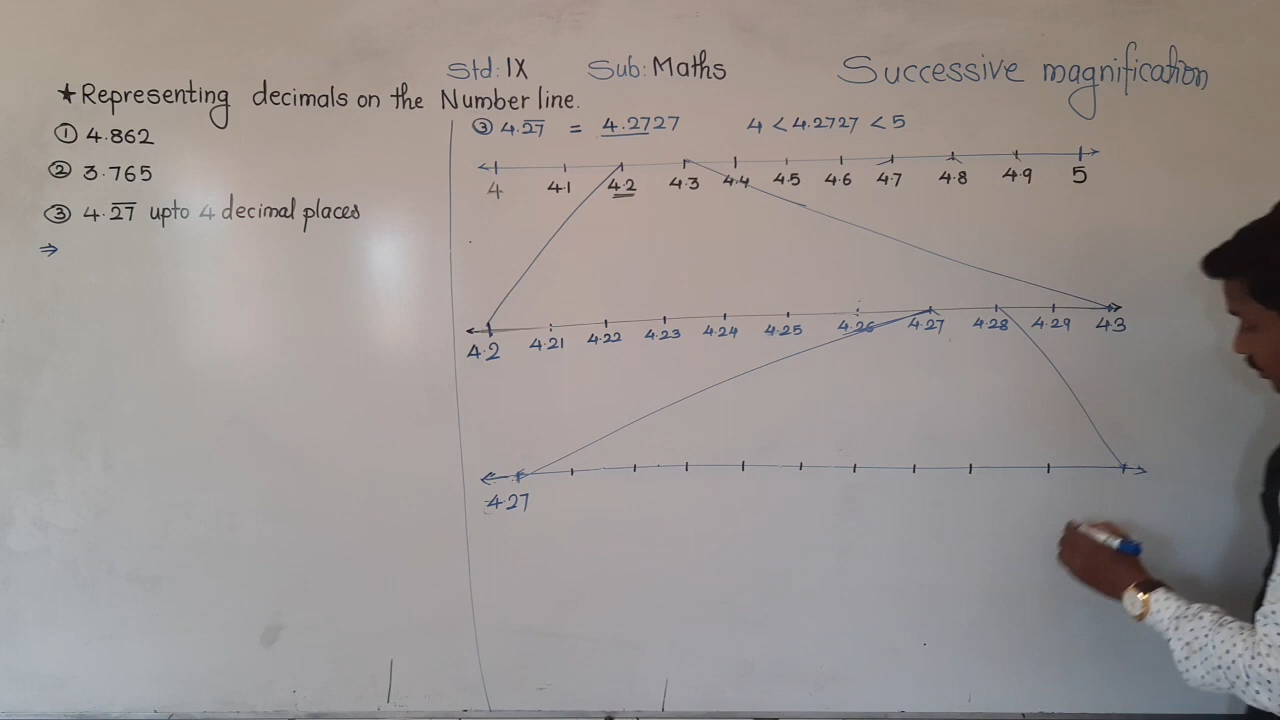 Std: IX Sub: Maths Successive magnification
★ Representing decimals on the Number line.
① 4.862
② 3.765
③ 4.2̅7̅ upto 4 decimal places
⇒
③ 4.2̅7̅ = 4.2727 4 < 4.2727 < 5
4 4.1 4.2 4.3 4.4 4.5 4.6 4.7 4.8 4.9 5
4.2 4.21 4.22 4.23 4.24 4.25 4.26 4.27 4.28 4.29 4.3
4.27